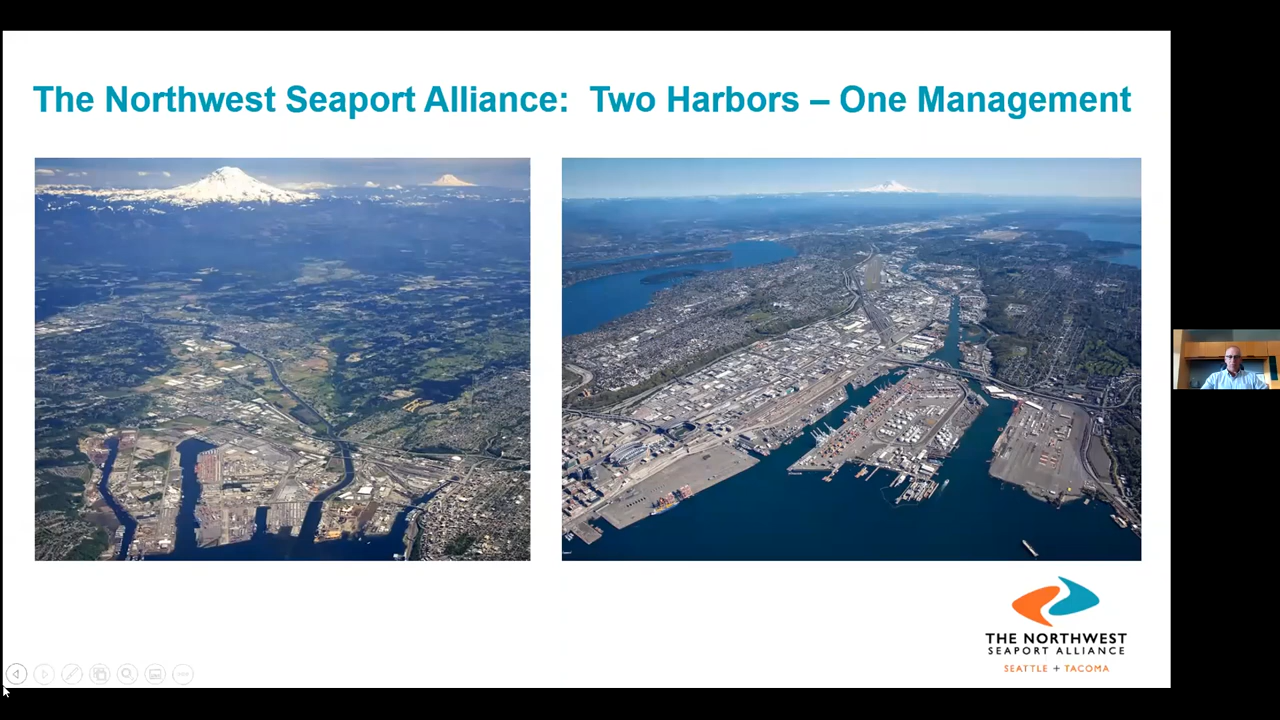 The Northwest Seaport Alliance:  Two Harbors – One Management
THE NORTHWEST
SEAPORT ALLIANCE
SEATTLE + TACOMA